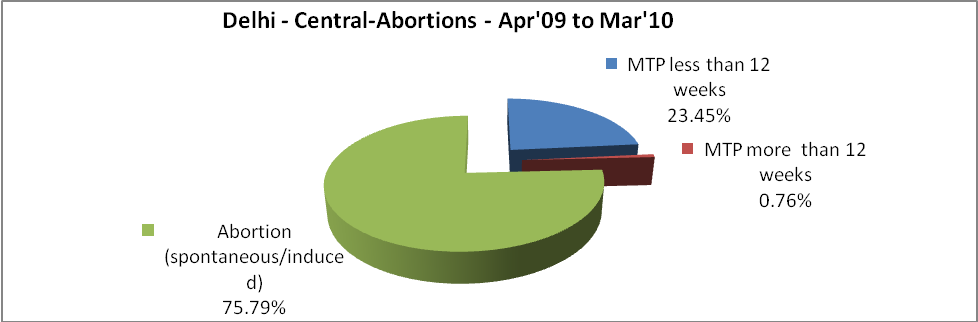 Delhi - Central-Abortions - Apr'09 to Mar'10
MTP less than 12
weeks
23.45%
MTP more  than 12
weeks
0.76%
Abortion
(spontaneous/induce
d)
75.79%